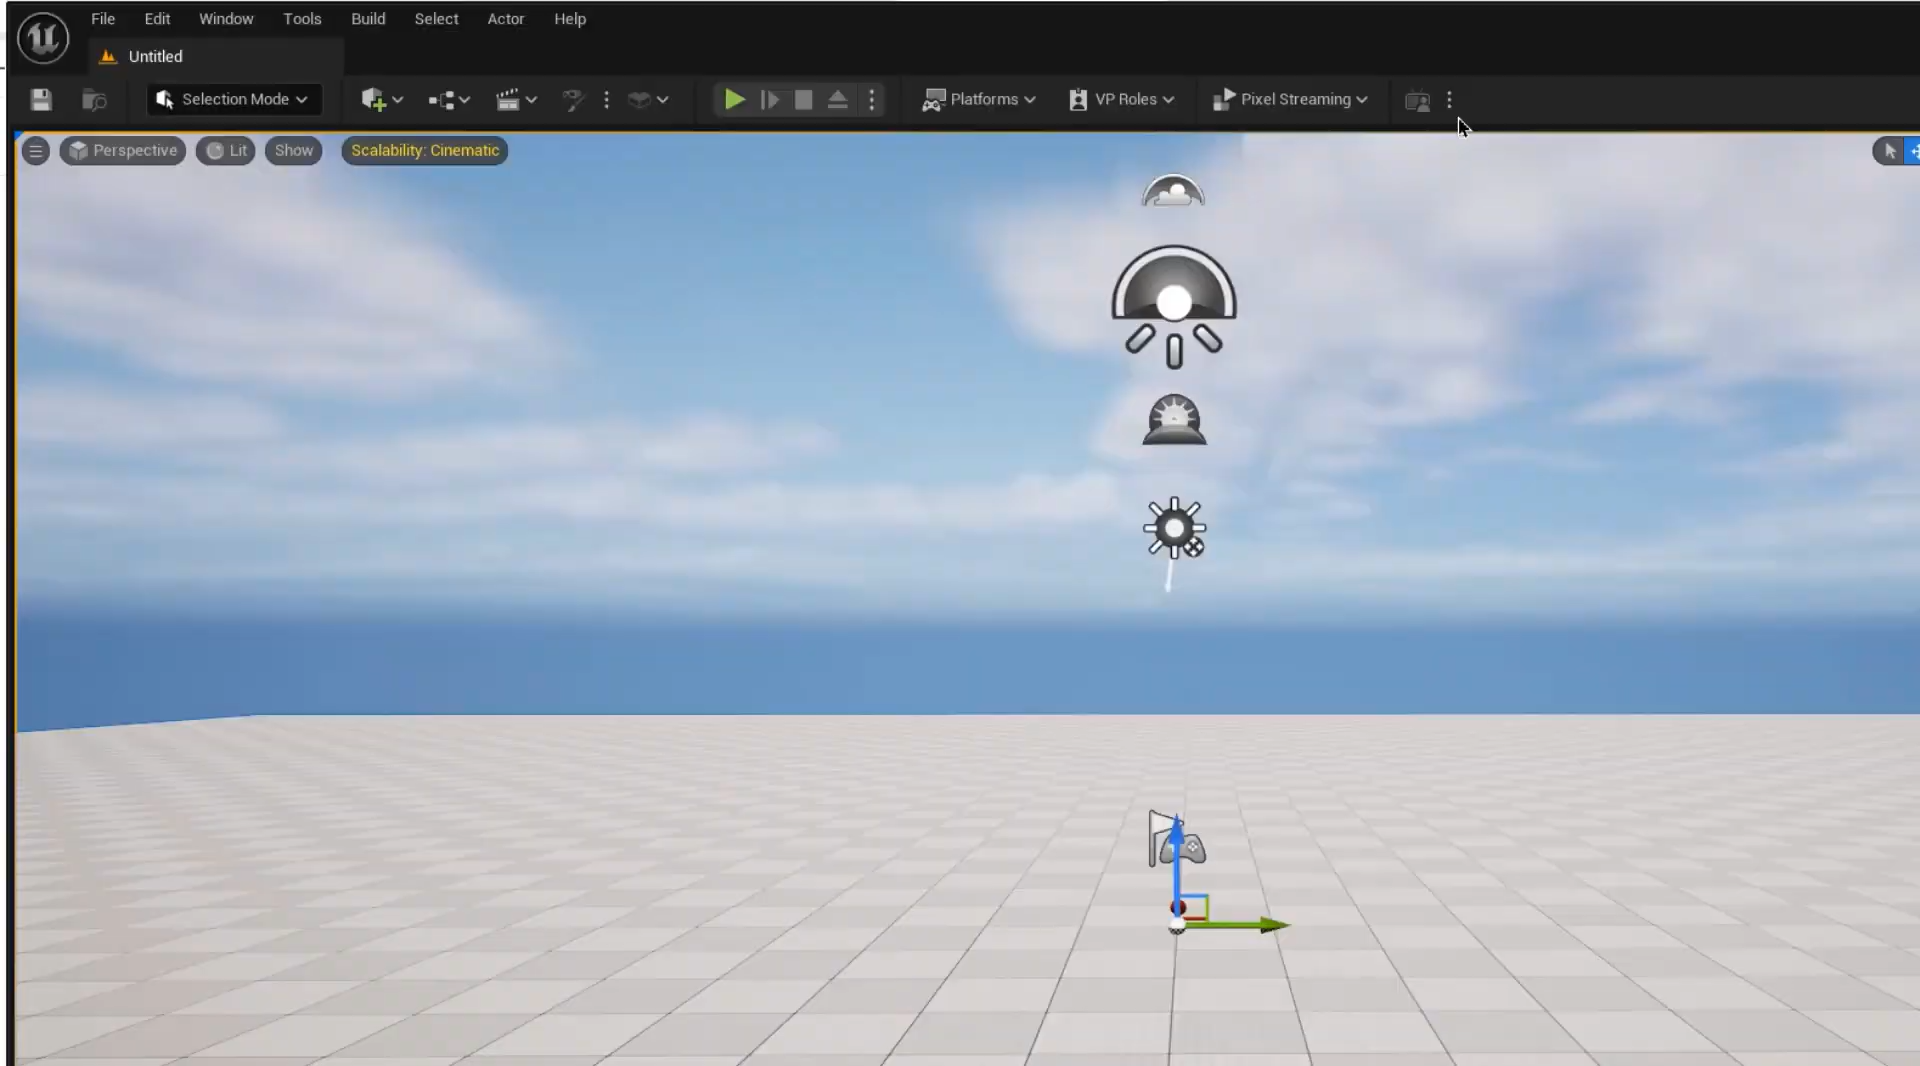 File Edit Window Tools Build Select Actor Help
Untitled
Selection Mode Platforms VP Roles Pixel Streaming
Perspective Lit Show Scalability: Cinematic